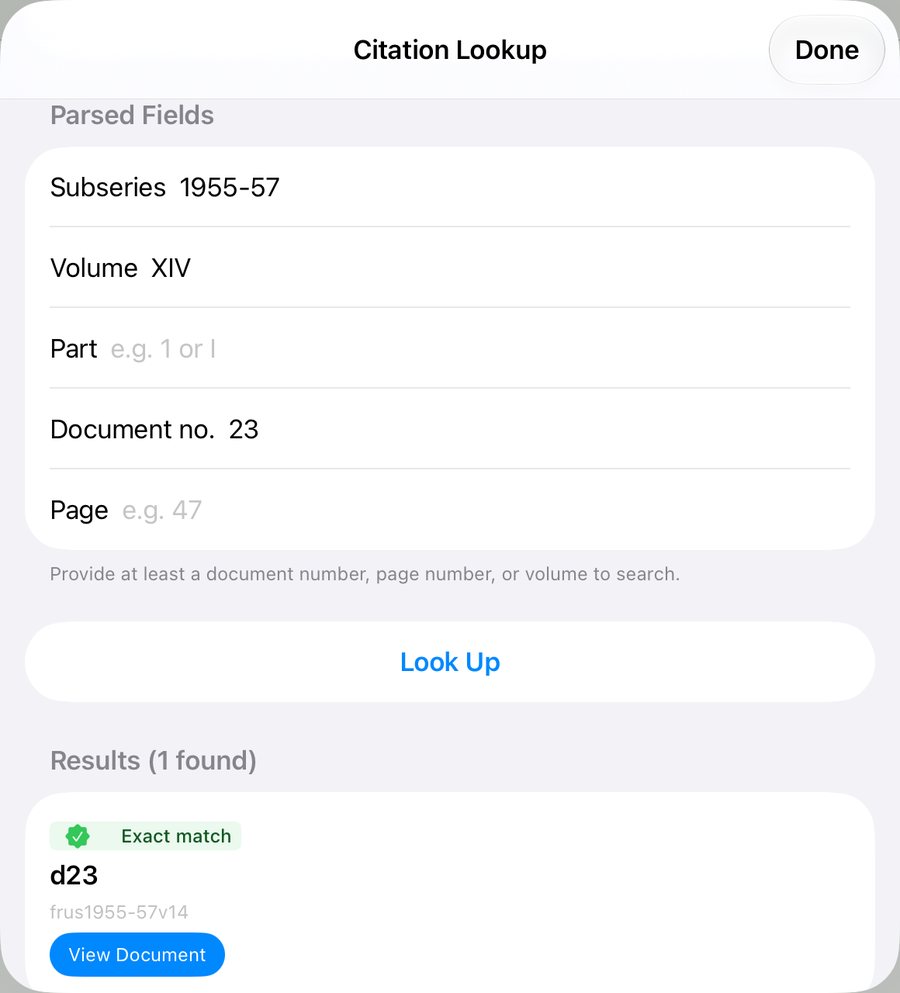 Citation Lookup
Done
Parsed Fields
Subseries 1955-57
Volume XIV
Part e.g. 1 or I
Document no. 23
Page e.g. 47
Provide at least a document number, page number, or volume to search.
Look Up
Results (1 found)
Exact match
d23
frus1955-57v14
View Document